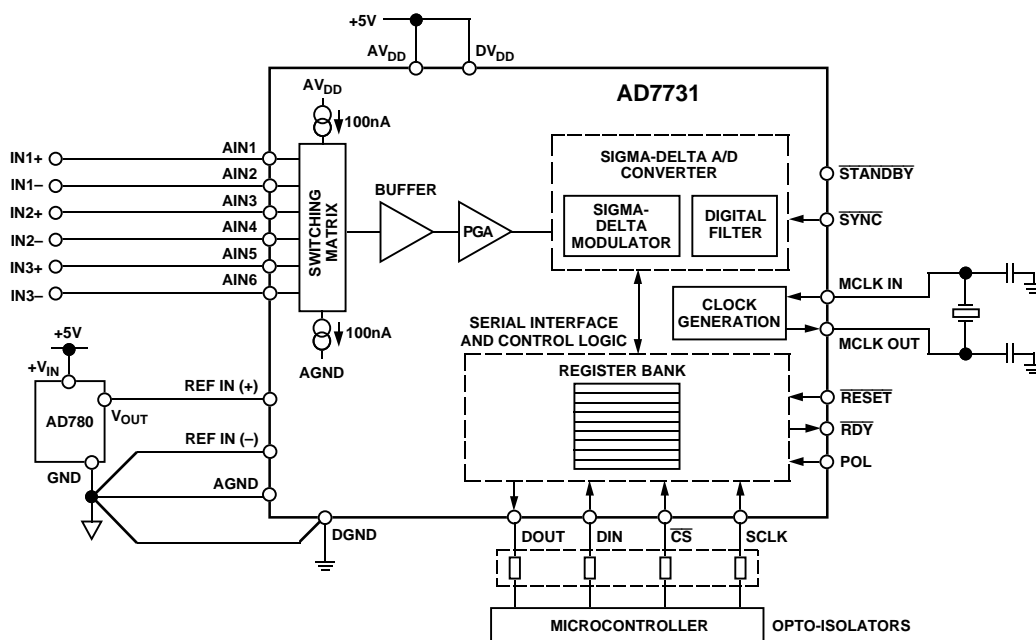 +5V
AVDD
DVDD
AD7731
AVDD
100nA
IN1+
IN1–
IN2+
IN2–
IN3+
IN3–
AIN1
AIN2
AIN3
AIN4
AIN5
AIN6
SWITCHING
MATRIX
BUFFER
PGA
SIGMA-DELTA A/D
CONVERTER
SIGMA-
DELTA
MODULATOR
DIGITAL
FILTER
STANDBY
SYNC
MCLK IN
CLOCK
GENERATION
MCLK OUT
100nA
AGND
SERIAL INTERFACE
AND CONTROL LOGIC
REGISTER BANK
RESET
RDY
POL
+5V
+VIN
AD780
VOUT
GND
REF IN (+)
REF IN (–)
AGND
DGND
DOUT
DIN
CS
SCLK
MICROCONTROLLER
OPTO-ISOLATORS